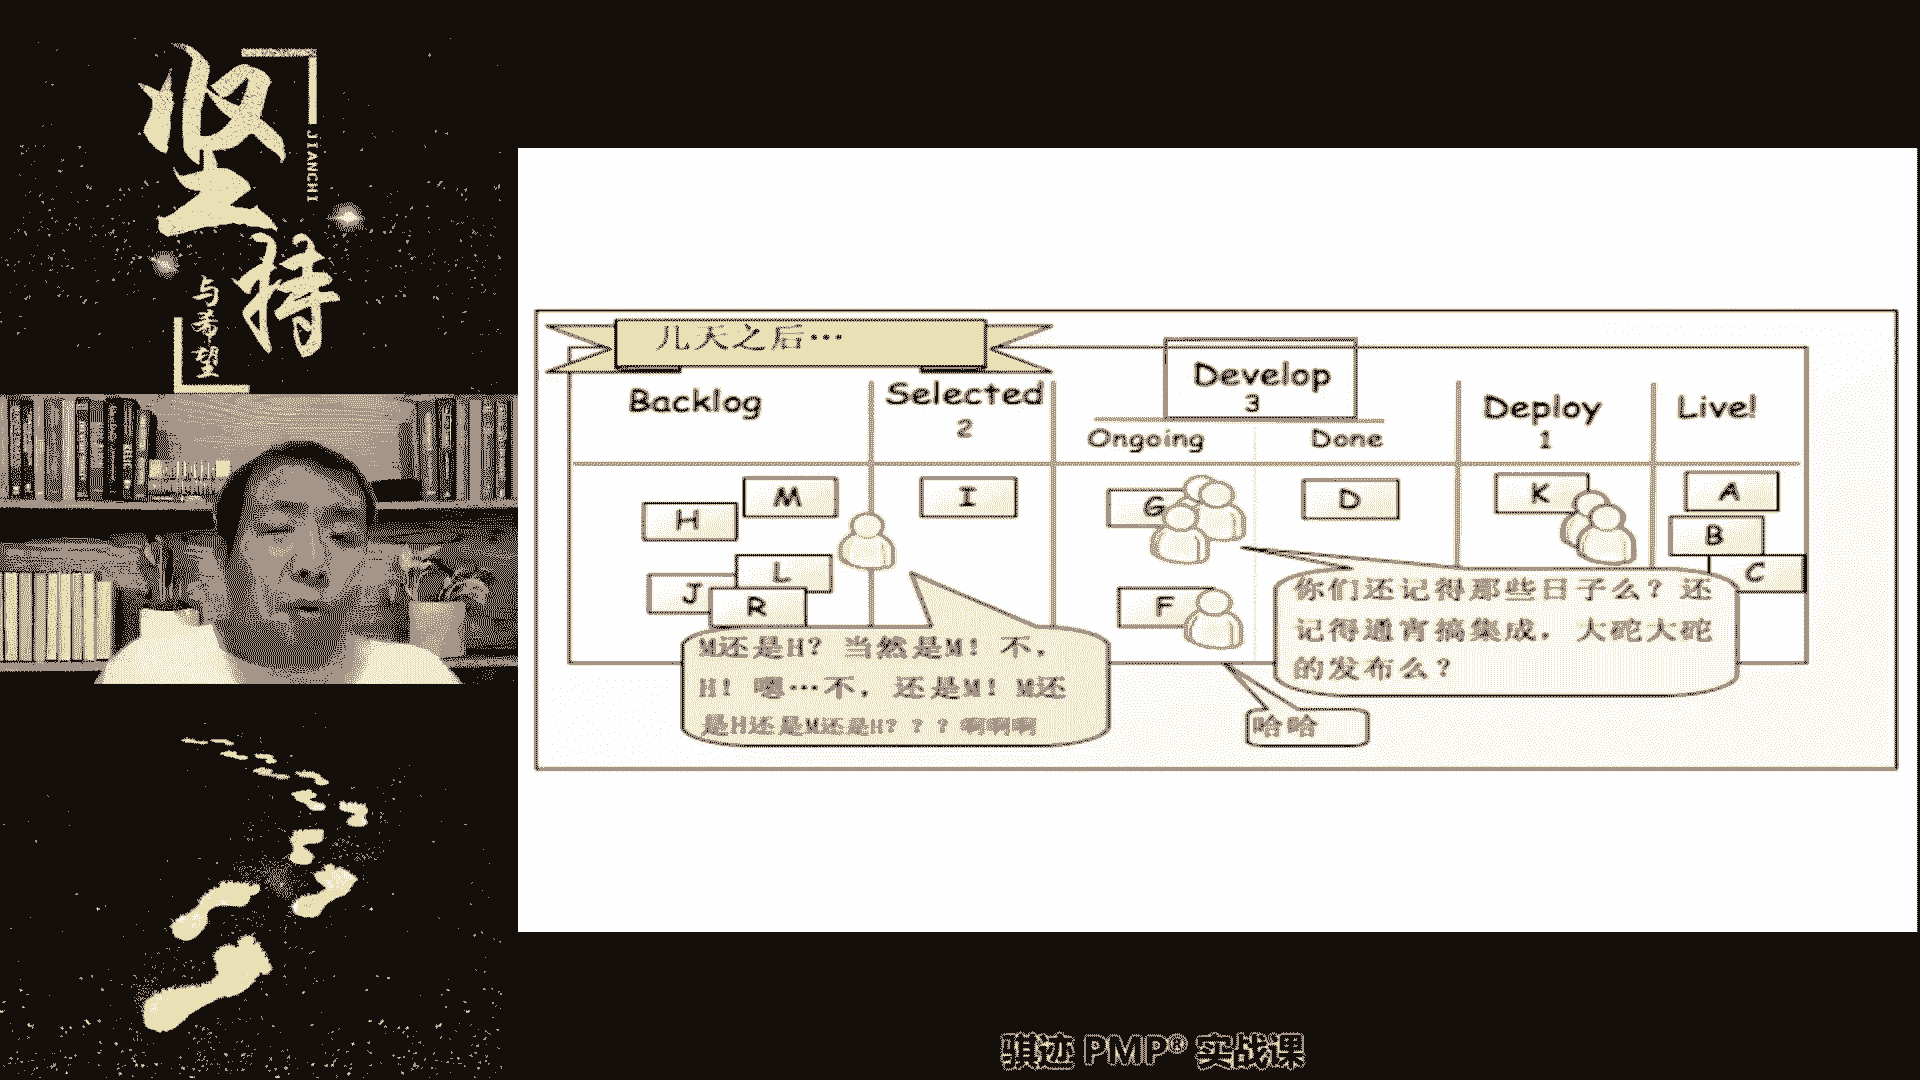 坚持
JIANCHI
与希望
几天之后…
Backlog
Selected
2
Develop
3
Ongoing
Done
Deploy
1
Live!
M
H
L
J
R
I
G
F
D
K
A
B
C
M还是H? 当然是M! 不,
H! 嗯…不, 还是M! M还
是H还是M还是H? ? ? 啊啊啊
你们还记得那些日子么? 还
记得通宵搞集成, 大砣大砣
的发布么?
哈哈
骐迹 PMP® 实战课